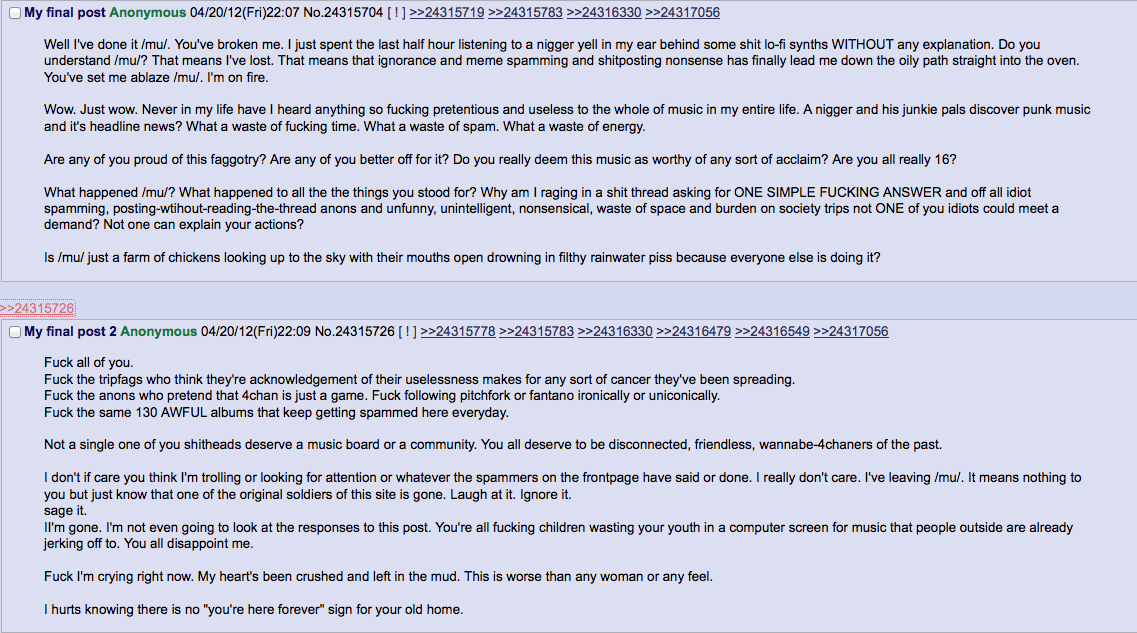 My final post Anonymous 04/20/12(Fri)22:07 No.24315704 [ ! ] >>24315719 >>24315783 >>24316330 >>24317056
Well I've done it /mu/. You've broken me. I just spent the last half hour listening to a nigger yell in my ear behind some shit lo-fi synths WITHOUT any explanation. Do you
understand /mu/? That means I've lost. That means that ignorance and meme spamming and shitposting nonsense has finally lead me down the oily path straight into the oven.
You've set me ablaze /mu/. I'm on fire.
Wow. Just wow. Never in my life have I heard anything so fucking pretentious and useless to the whole of music in my entire life. A nigger and his junkie pals discover punk music
and it's headline news? What a waste of fucking time. What a waste of spam. What a waste of energy.
Are any of you proud of this faggotry? Are any of you better off for it? Do you really deem this music as worthy of any sort of acclaim? Are you all really 16?
What happened /mu/? What happened to all the the things you stood for? Why am I raging in a shit thread asking for ONE SIMPLE FUCKING ANSWER and off all idiot
spamming, posting-wtihout-reading-the-thread anons and unfunny, unintelligent, nonsensical, waste of space and burden on society trips not ONE of you idiots could meet a
demand? Not one can explain your actions?
Is /mu/ just a farm of chickens looking up to the sky with their mouths open drowning in filthy rainwater piss because everyone else is doing it?
>>24315726
My final post 2 Anonymous 04/20/12(Fri)22:09 No.24315726 [ ! ] >>24315778 >>24315783 >>24316330 >>24316479 >>24316549 >>24317056
Fuck all of you.
Fuck the tripfags who think they're acknowledgement of their uselessness makes for any sort of cancer they've been spreading.
Fuck the anons who pretend that 4chan is just a game. Fuck following pitchfork or fantano ironically or uniconically.
Fuck the same 130 AWFUL albums that keep getting spammed here everyday.
Not a single one of you shitheads deserve a music board or a community. You all deserve to be disconnected, friendless, wannabe-4chaners of the past.
I don't if care you think I'm trolling or looking for attention or whatever the spammers on the frontpage have said or done. I really don't care. I've leaving /mu/. It means nothing to
you but just know that one of the original soldiers of this site is gone. Laugh at it. Ignore it.
sage it.
II'm gone. I'm not even going to look at the responses to this post. You're all fucking children wasting your youth in a computer screen for music that people outside are already
jerking off to. You all disappoint me.
Fuck I'm crying right now. My heart's been crushed and left in the mud. This is worse than any woman or any feel.
I hurts knowing there is no "you're here forever" sign for your old home.